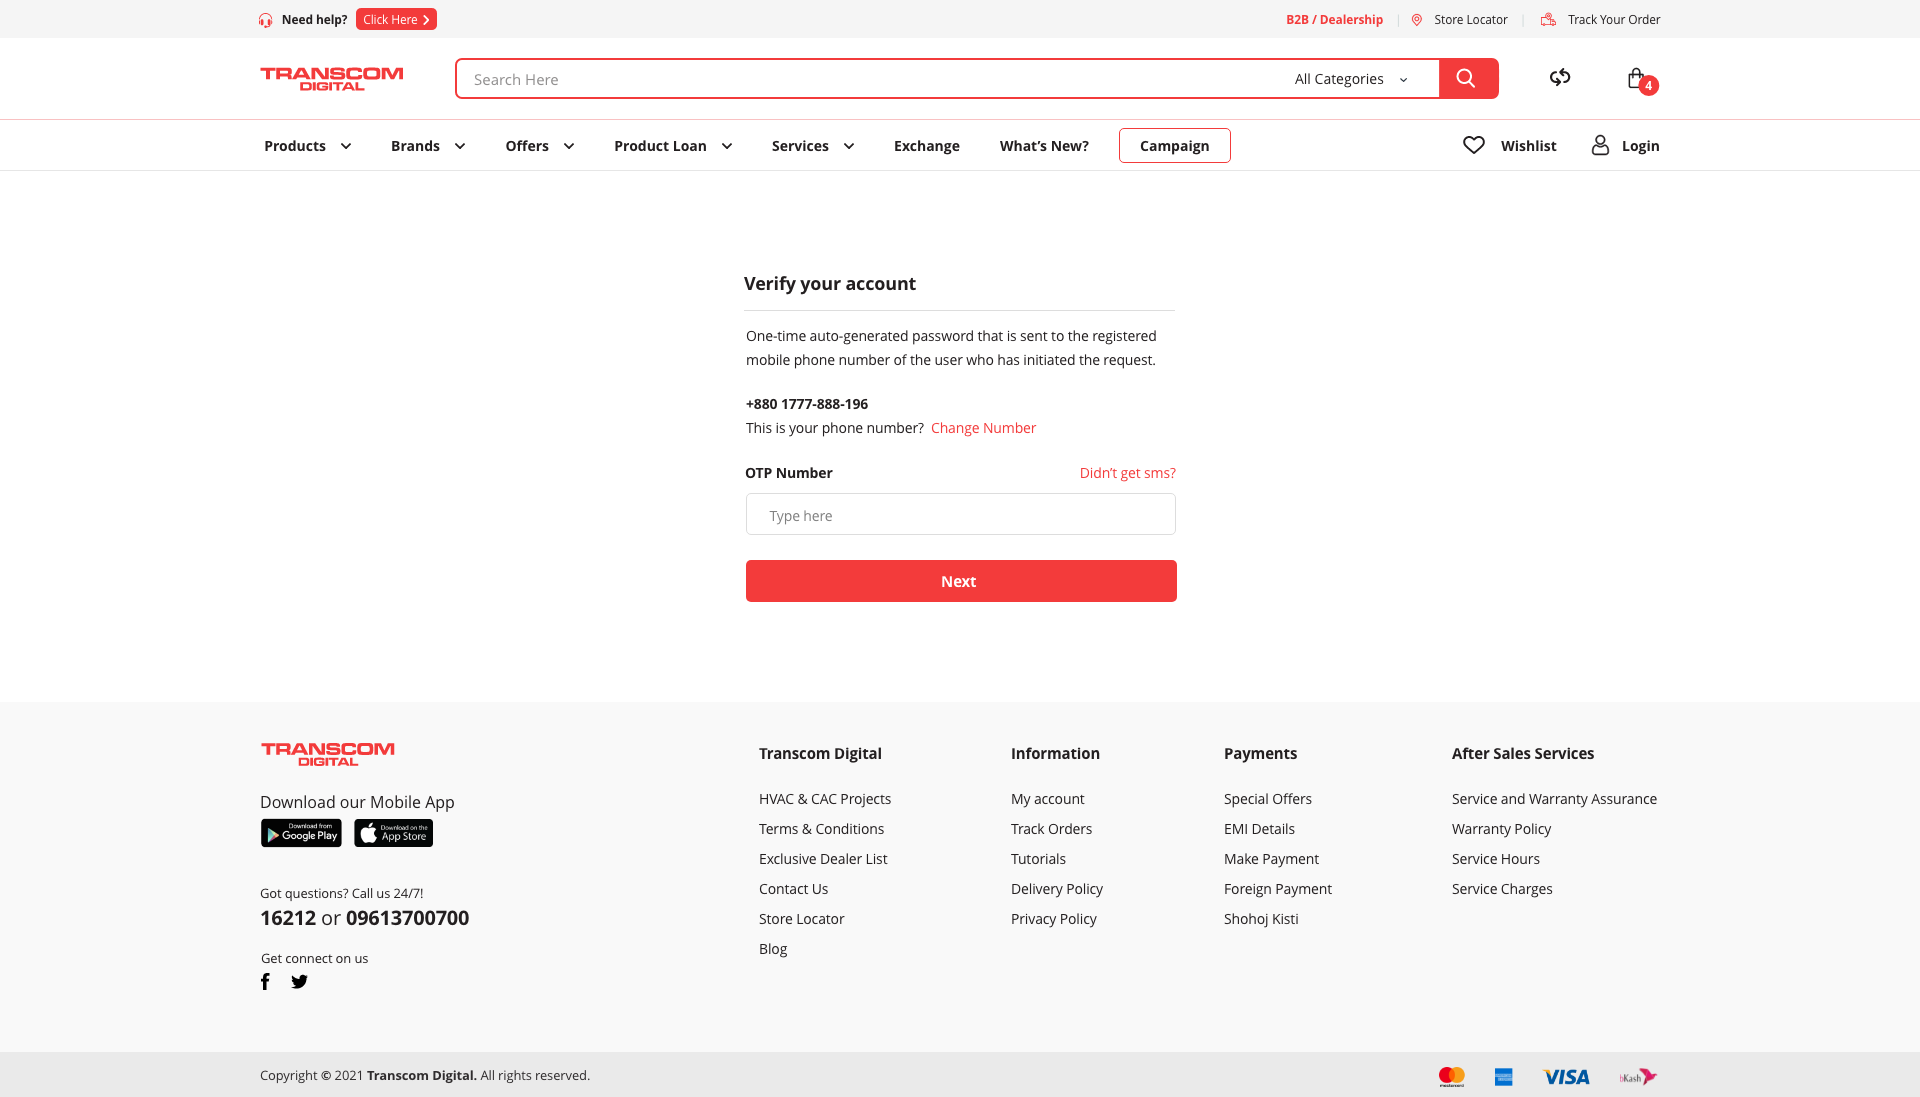 Need help? Click Here
B2B / Dealership Store Locator Track Your Order
TRANSCOM
DIGITAL
Search Here All Categories
4
Products Brands Offers Product Loan Services Exchange What's New? Campaign Wishlist Login
Verify your account
One-time auto-generated password that is sent to the registered
mobile phone number of the user who has initiated the request.
+880 1777-888-196
This is your phone number? Change Number
OTP Number Didn't get sms?
Type here
Next
TRANSCOM
DIGITAL
Download our Mobile App
Download from
Google Play
Download on the
App Store
Got questions? Call us 24/7!
16212 or 09613700700
Get connect on us
Transcom Digital
HVAC & CAC Projects
Terms & Conditions
Exclusive Dealer List
Contact Us
Store Locator
Blog
Information
My account
Track Orders
Tutorials
Delivery Policy
Privacy Policy
Payments
Special Offers
EMI Details
Make Payment
Foreign Payment
Shohoj Kisti
After Sales Services
Service and Warranty Assurance
Warranty Policy
Service Hours
Service Charges
Copyright © 2021 Transcom Digital. All rights reserved.
mastercard
VISA
bKash